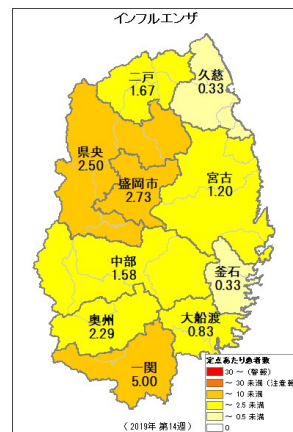 インフルエンザ
二戸
1.67
久慈
0.33
県央
2.50
盛岡市
2.73
宮古
1.20
中部
1.58
釜石
0.33
奥州
2.29
大船渡
0.83
一関
5.00
定点あたり患者数
30 ~ (警報)
~ 30 未満 (注意報
~ 10 未満
~ 2.5 未満
~ 0.5 未満
0
(2019年 第14週)